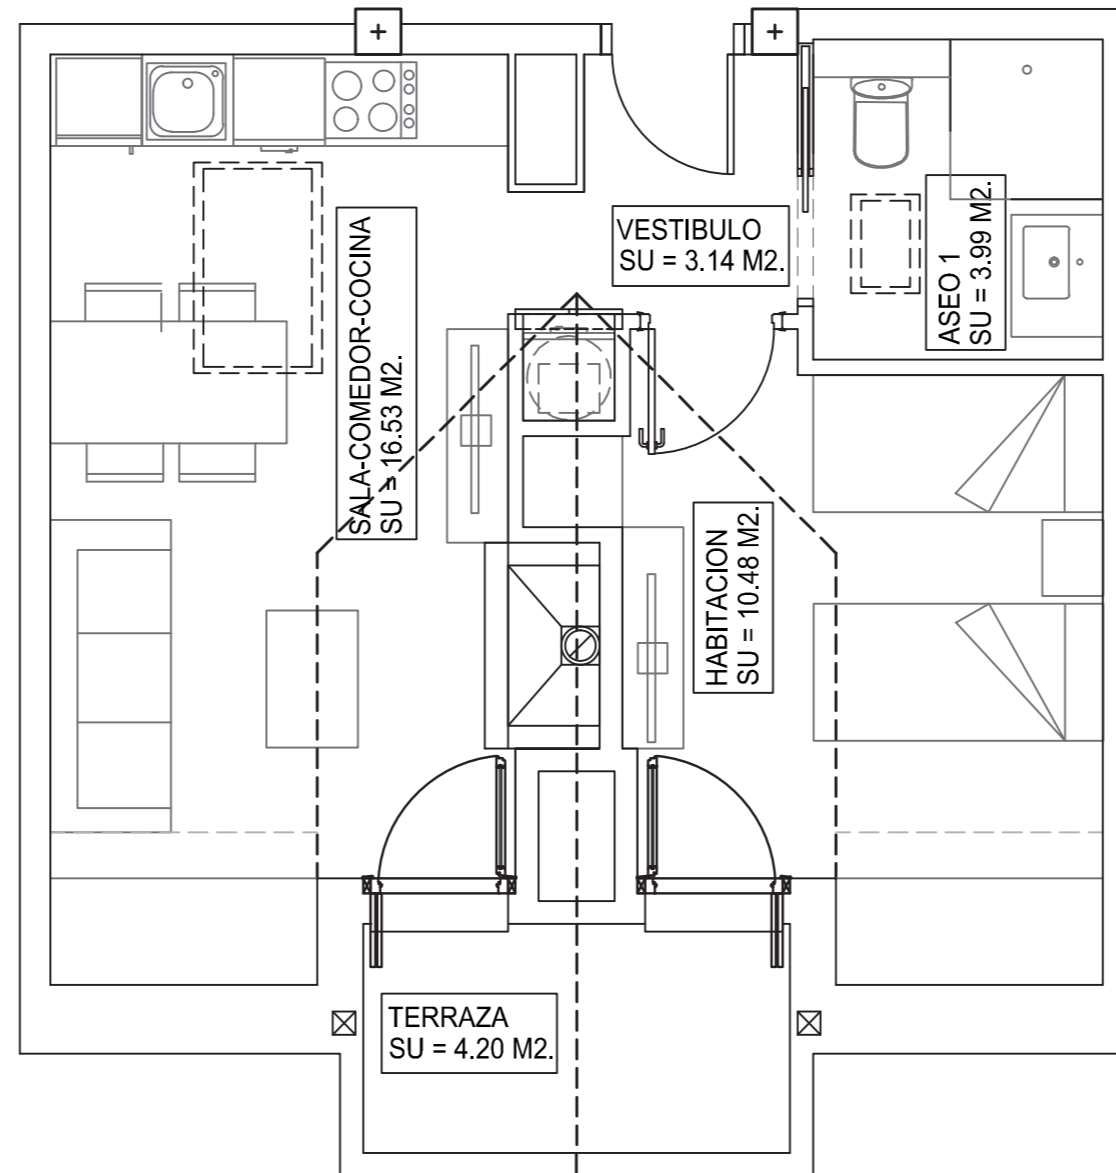 VESTIBULO
SU = 3.14 M2.
ASEO 1
SU = 3.99 M2.
SALA-COMEDOR-COCINA
SU = 16.53 M2.
HABITACION
SU = 10.48 M2.
TERRAZA
SU = 4.20 M2.